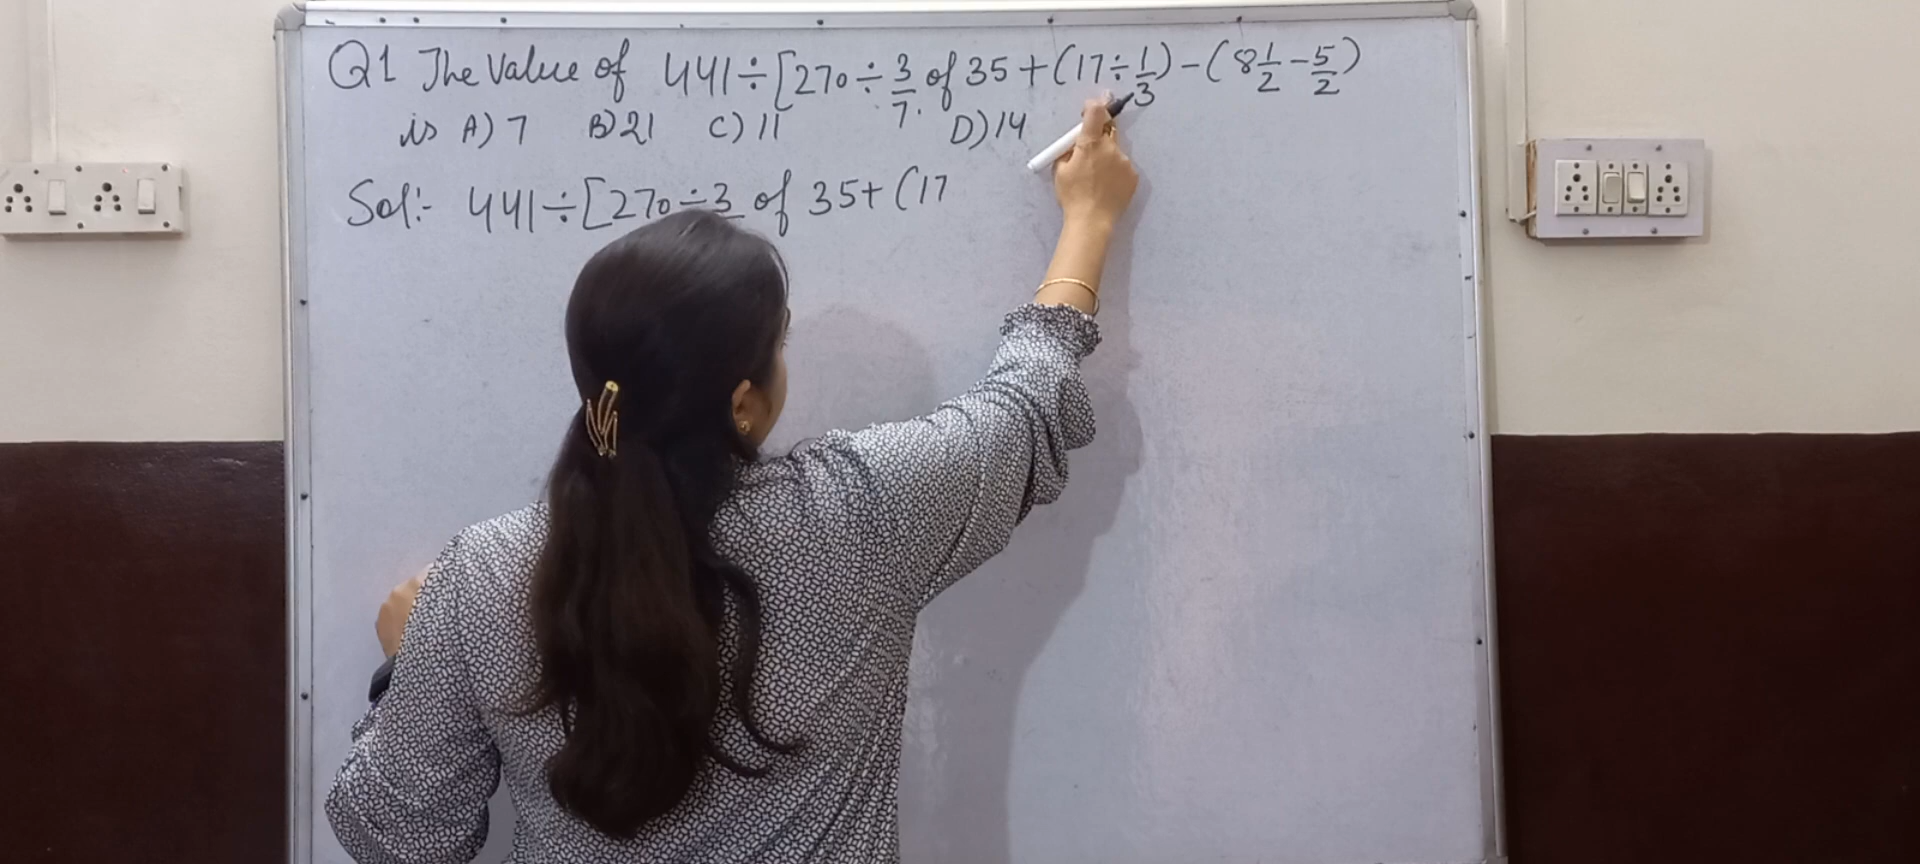 Q1 The Value of 441÷[270÷3/7 of 35+(17÷1/3)-(8 1/2-5/2)
is A) 7 B) 21 C) 11 D) 14
Sol:- 441÷[270÷3 of 35+(17